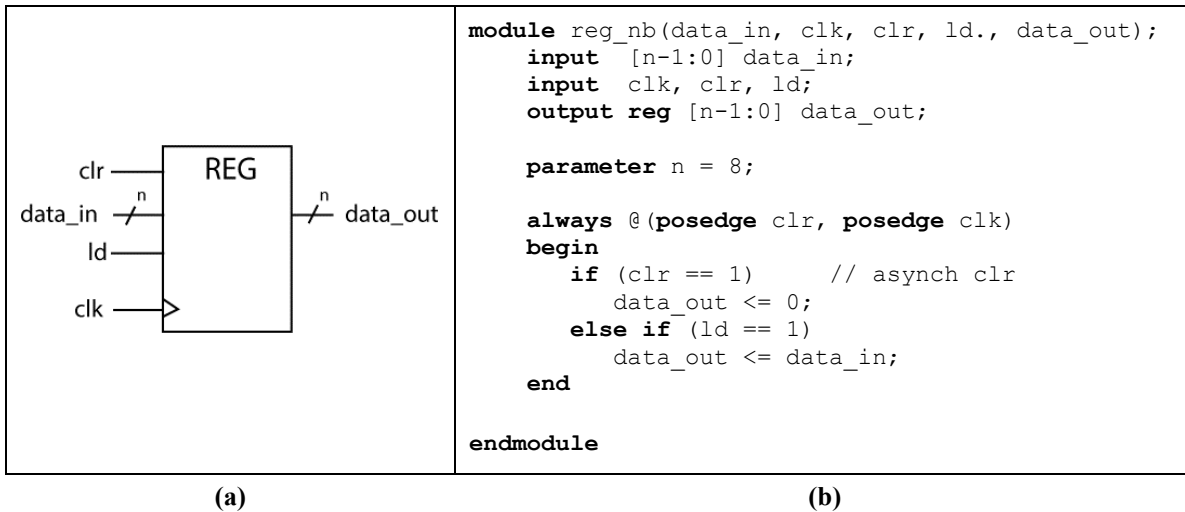 clr
REG
n
data_in
n
data_out
ld
clk
module reg_nb(data_in, clk, clr, ld., data_out);
input [n-1:0] data_in;
input clk, clr, ld;
output reg [n-1:0] data_out;
parameter n = 8;
always @(posedge clr, posedge clk)
begin
if (clr == 1) // asynch clr
data_out <= 0;
else if (ld == 1)
data_out <= data_in;
end
endmodule
(a)
(b)